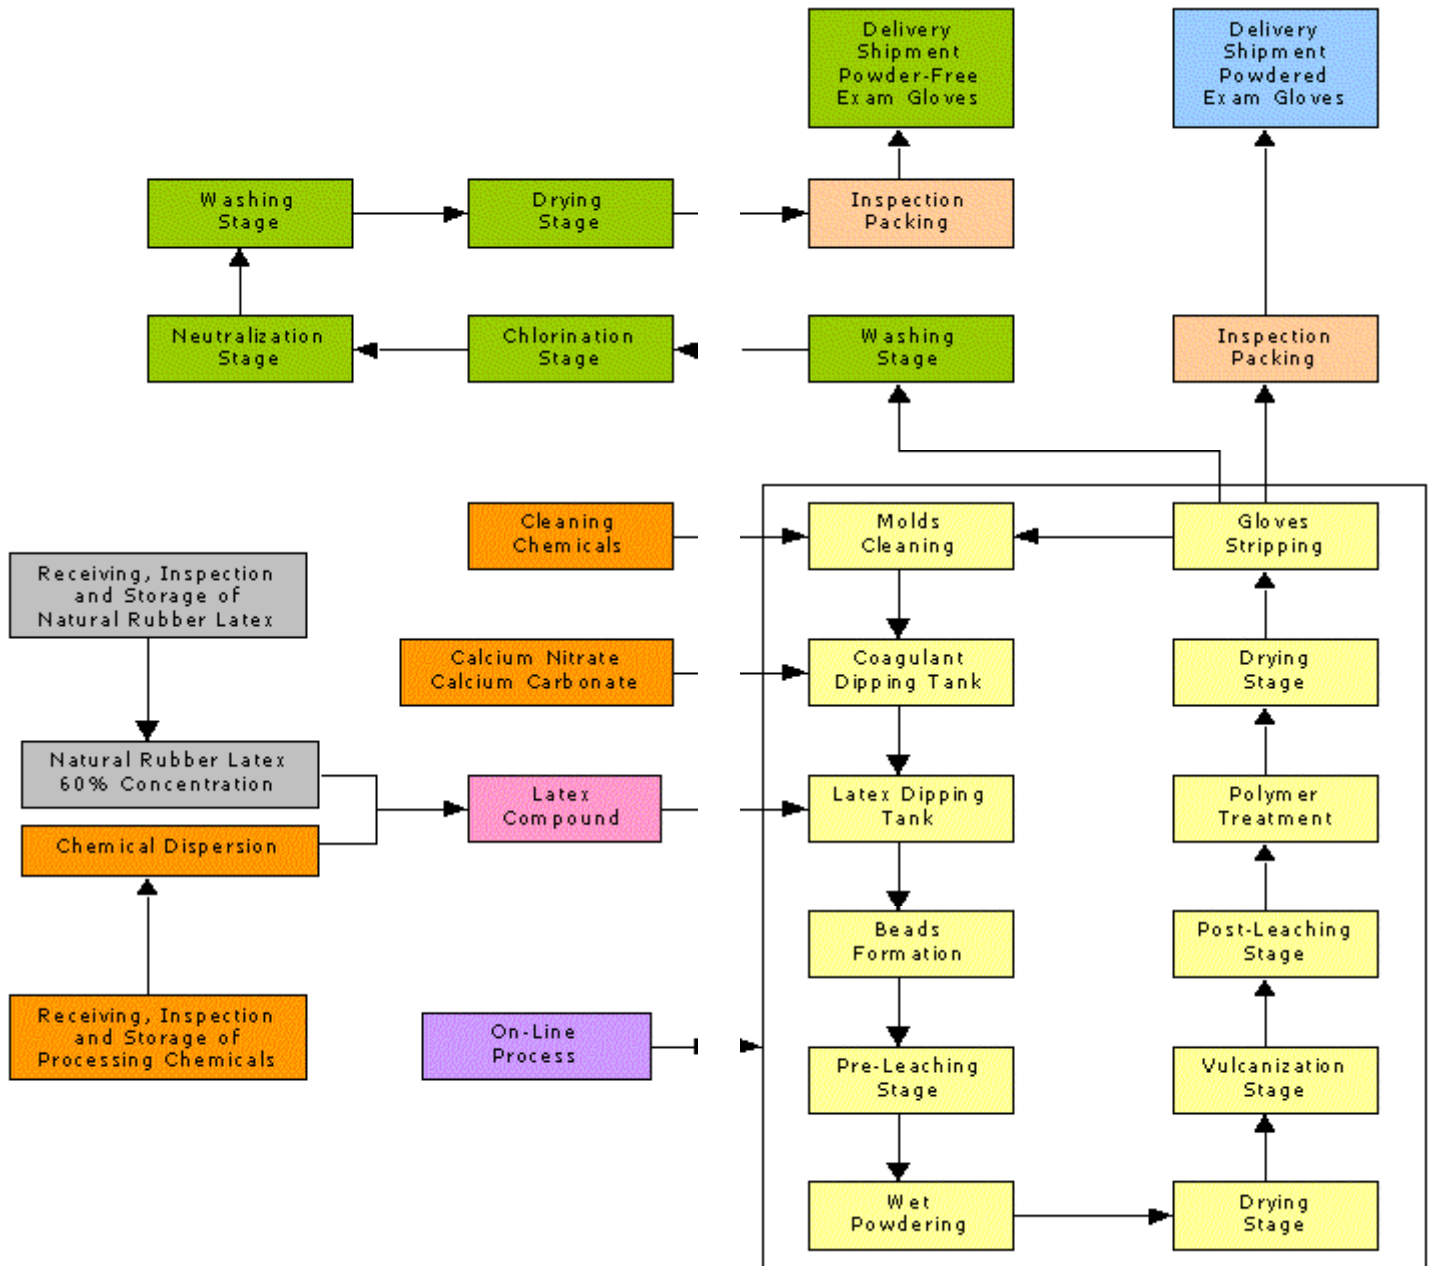 Delivery
Shipment
Powder-Free
Exam Gloves
Delivery
Shipment
Powdered
Exam Gloves
Washing
Stage
Drying
Stage
Inspection
Packing
Neutralization
Stage
Chlorination
Stage
Washing
Stage
Inspection
Packing
Cleaning
Chemicals
Molds
Cleaning
Gloves
Stripping
Receiving, Inspection
and Storage of
Natural Rubber Latex
Calcium Nitrate
Calcium Carbonate
Coagulant
Dipping Tank
Drying
Stage
Natural Rubber Latex
60% Concentration
Latex
Compound
Latex Dipping
Tank
Polymer
Treatment
Chemical Dispersion
Beads
Formation
Post-Leaching
Stage
Receiving, Inspection
and Storage of
Processing Chemicals
On-Line
Process
Pre-Leaching
Stage
Vulcanization
Stage
Wet
Powdering
Drying
Stage